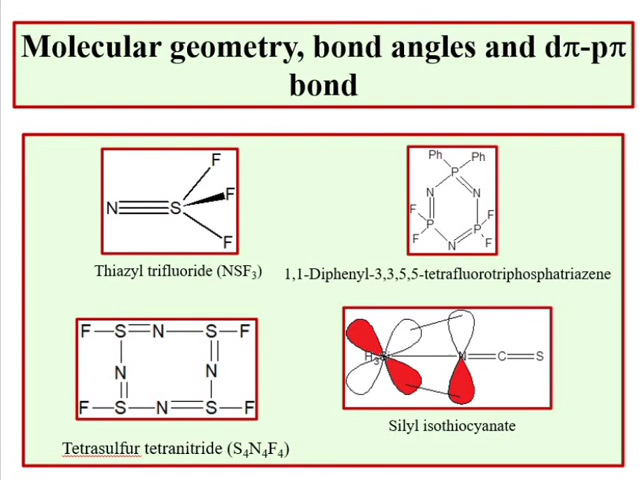 Molecular geometry, bond angles and dπ-pπ
bond
F
F
N S
F
Thiazyl trifluoride (NSF₃)
Ph Ph
P
N N
F F
P P
F N F
1,1-Diphenyl-3,3,5,5-tetrafluorotriphosphatriazene
F S N S F
N N
F S N S F
Tetrasulfur tetranitride (S₄N₄F₄)
H₃Si N C S
Silyl isothiocyanate